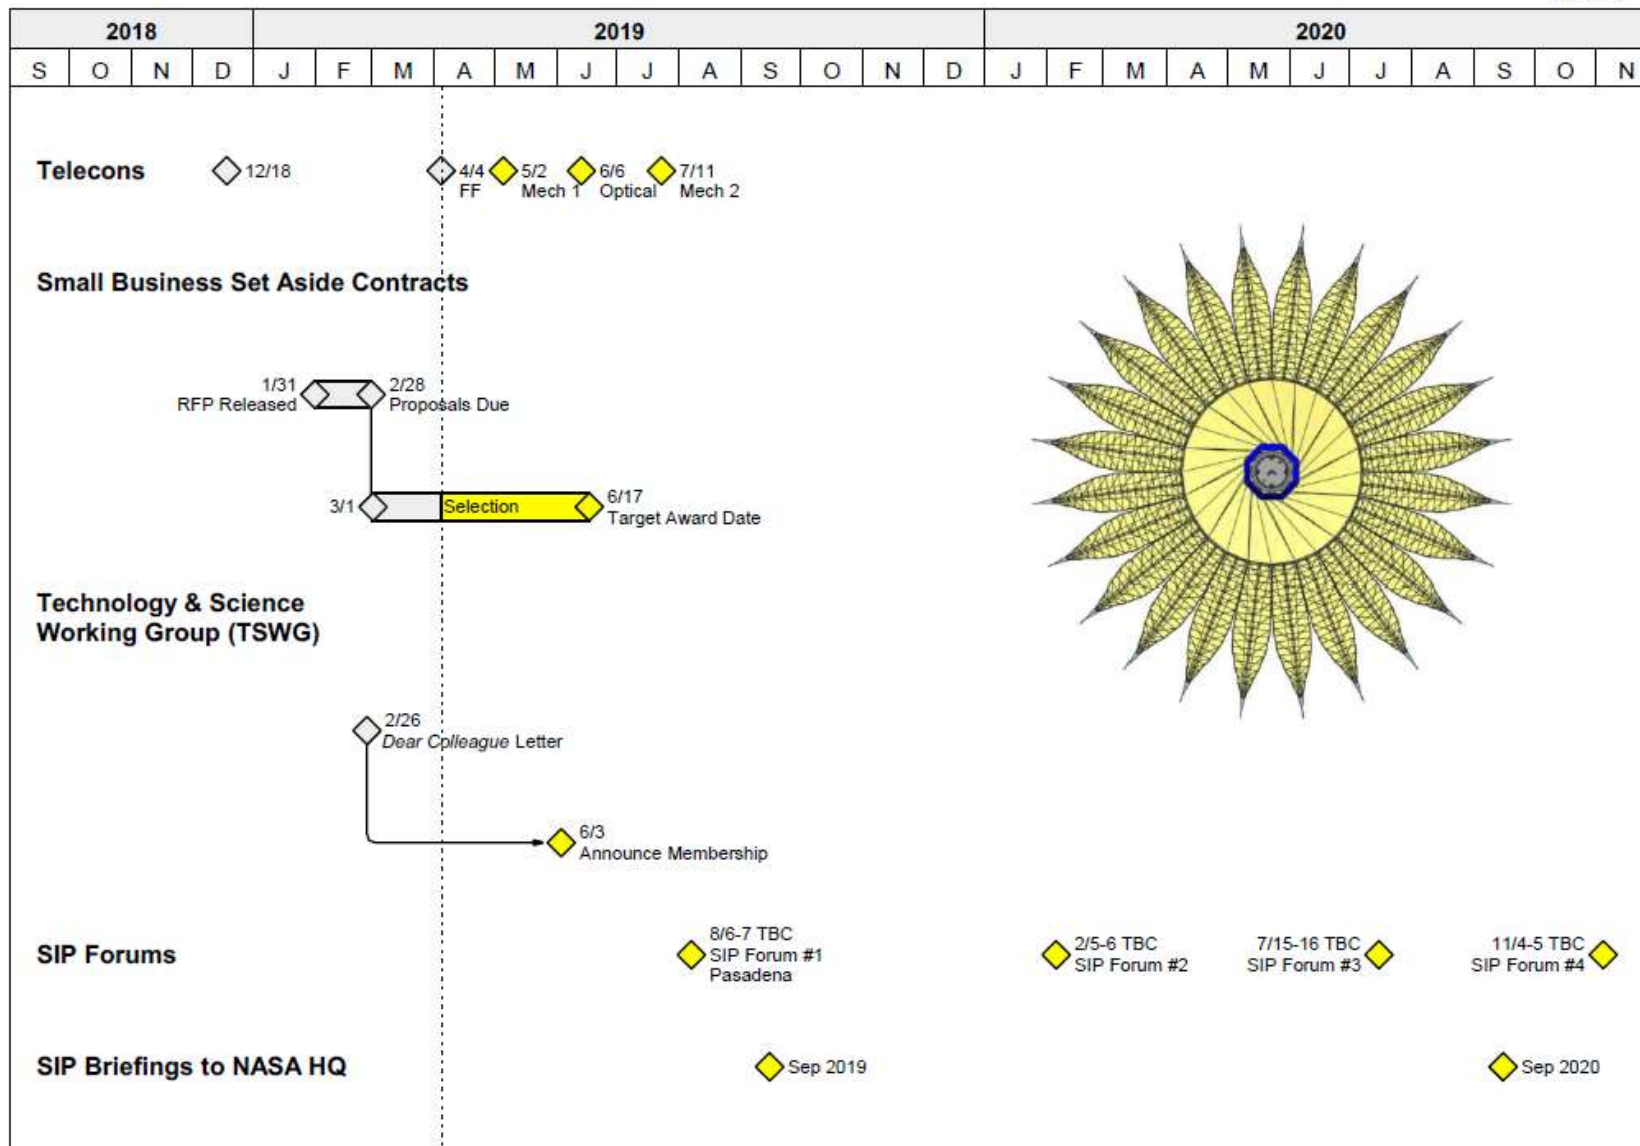 2018 2019 2020
S O N D J F M A M J J A S O N D J F M A M J J A S O N
Telecons 12/18 4/4 5/2 6/6 7/11
FF Mech 1 Optical Mech 2
Small Business Set Aside Contracts
1/31 2/28
RFP Released Proposals Due
3/1 Selection 6/17
Target Award Date
Technology & Science
Working Group (TSWG)
2/26
Dear Colleague Letter
6/3
Announce Membership
SIP Forums
8/6-7 TBC
SIP Forum #1
Pasadena
2/5-6 TBC
SIP Forum #2
7/15-16 TBC
SIP Forum #3
11/4-5 TBC
SIP Forum #4
SIP Briefings to NASA HQ Sep 2019 Sep 2020